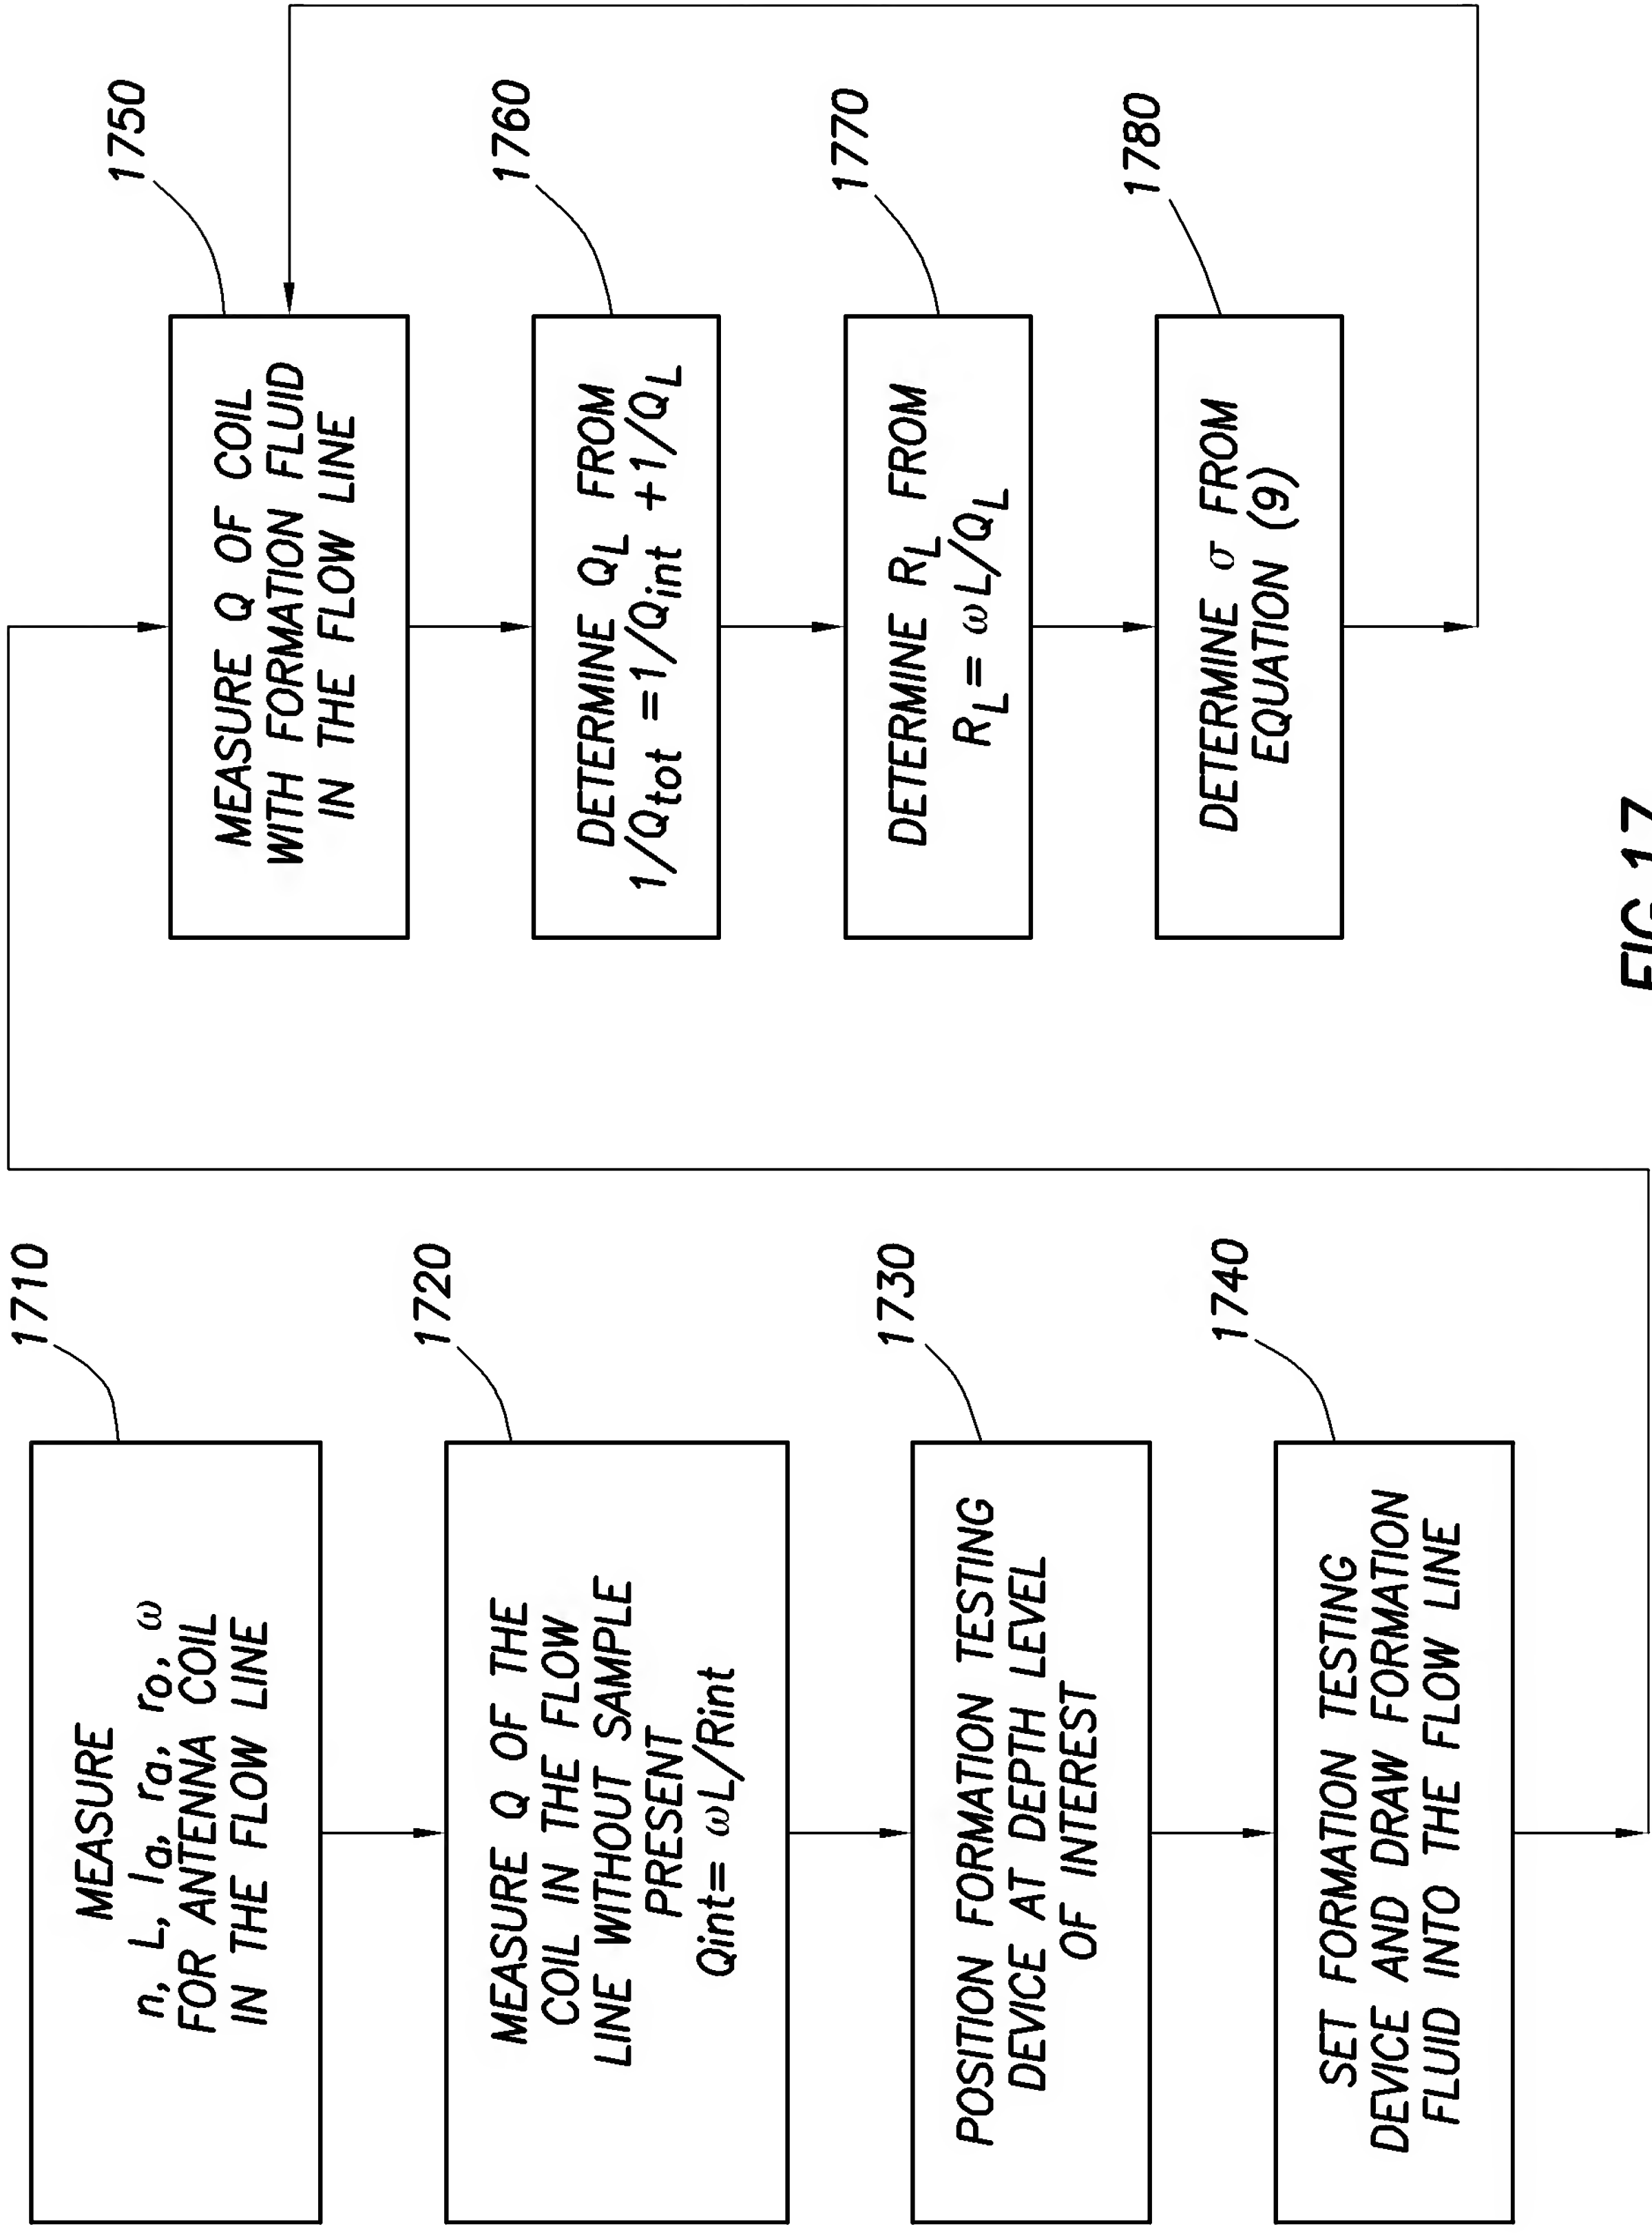 1710
MEASURE
n, L, la, ra, ro, ω
FOR ANTENNA COIL
IN THE FLOW LINE
1720
MEASURE Q OF THE
COIL IN THE FLOW
LINE WITHOUT SAMPLE
PRESENT
Qint= ωL/Rint
1730
POSITION FORMATION TESTING
DEVICE AT DEPTH LEVEL
OF INTEREST
1740
SET FORMATION TESTING
DEVICE AND DRAW FORMATION
FLUID INTO THE FLOW LINE
1750
MEASURE Q OF COIL
WITH FORMATION FLUID
IN THE FLOW LINE
1760
DETERMINE QL FROM
1/Qtot =1/Qint +1/QL
1770
DETERMINE RL FROM
RL= ωL/QL
1780
DETERMINE σ FROM
EQUATION (9)
FIG.17